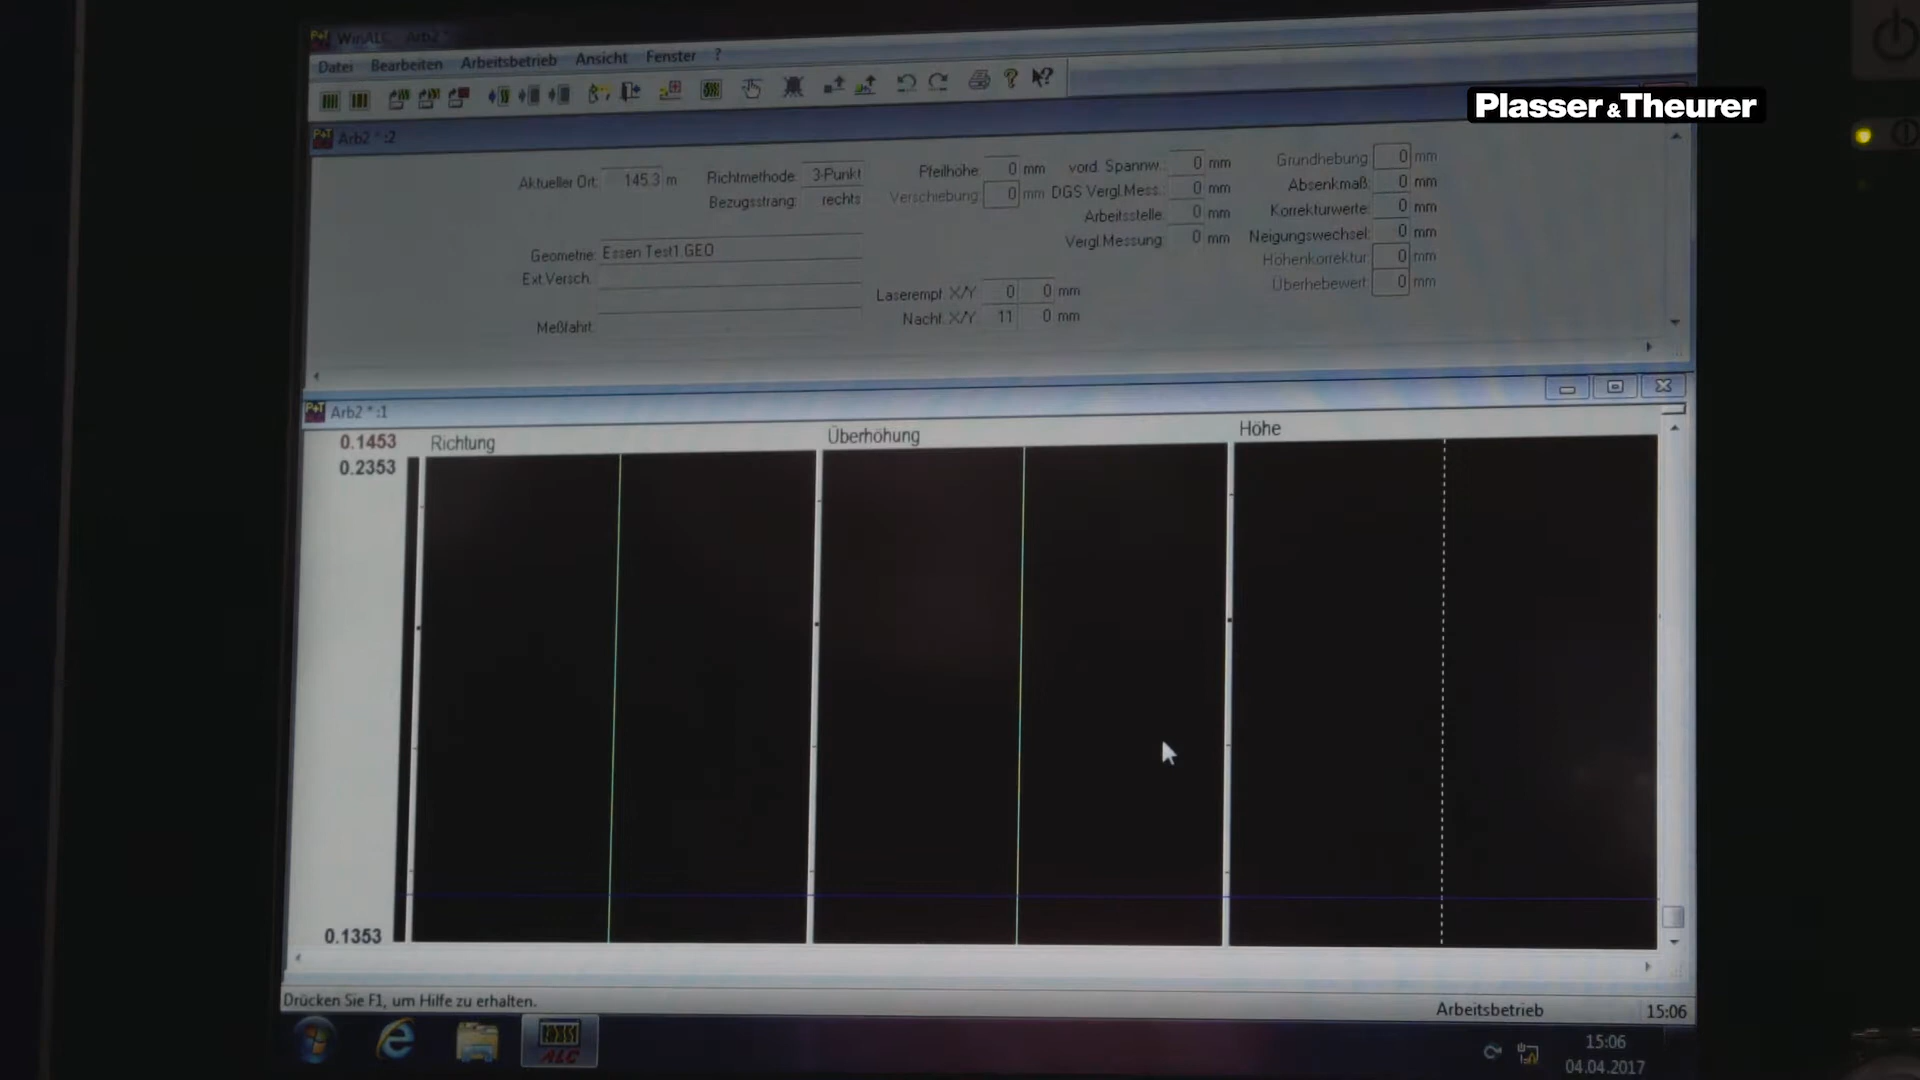 WinALC Arb2 *
Datei Bearbeiten Arbeitsbetrieb Ansicht Fenster ?
Plasser &Theurer
P+T Arb2 * :2
Aktueller Ort: 145.3 m Richtmethode: 3-Punkt Pfeilhöhe: 0 mm vord. Spannw.: 0 mm Grundhebung: 0 mm
Bezugsstrang: rechts Verschiebung: 0 mm DGS Vergl.Mess.: 0 mm Absenkmaß: 0 mm
Arbeitsstelle: 0 mm Korrekturwerte: 0 mm
Geometrie: Essen Test1.GEO Vergl.Messung: 0 mm Neigungswechsel: 0 mm
Ext.Versch. Höhenkorrektur: 0 mm
Laserempf. X/Y: 0 0 mm Überhebewert: 0 mm
Meßfahrt: Nachf. X/Y: 11 0 mm
P+T Arb2 * :1
0.1453 Richtung Überhöhung Höhe
0.2353
0.1353
Drücken Sie F1, um Hilfe zu erhalten. Arbeitsbetrieb 15:06
ALC
15:06
04.04.2017